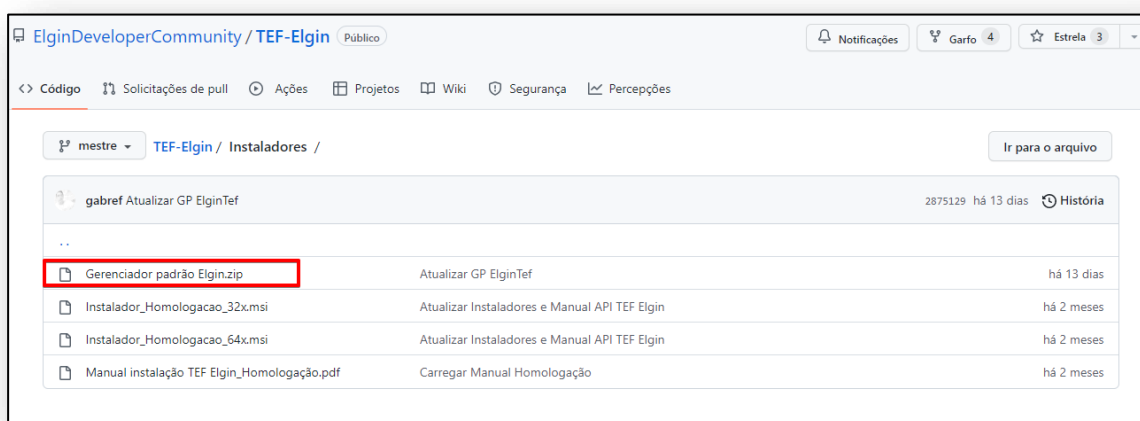 ElginDeveloperCommunity / TEF-Elgin Público Notificações Garfo 4 Estrela 3
Código Solicitações de pull Ações Projetos Wiki Segurança Percepções
mestre TEF-Elgin / Instaladores / Ir para o arquivo
gabref Atualizar GP ElginTef 2875129 há 13 dias História
..
Gerenciador padrão Elgin.zip Atualizar GP ElginTef há 13 dias
Instalador_Homologacao_32x.msi Atualizar Instaladores e Manual API TEF Elgin há 2 meses
Instalador_Homologacao_64x.msi Atualizar Instaladores e Manual API TEF Elgin há 2 meses
Manual instalação TEF Elgin_Homologação.pdf Carregar Manual Homologação há 2 meses